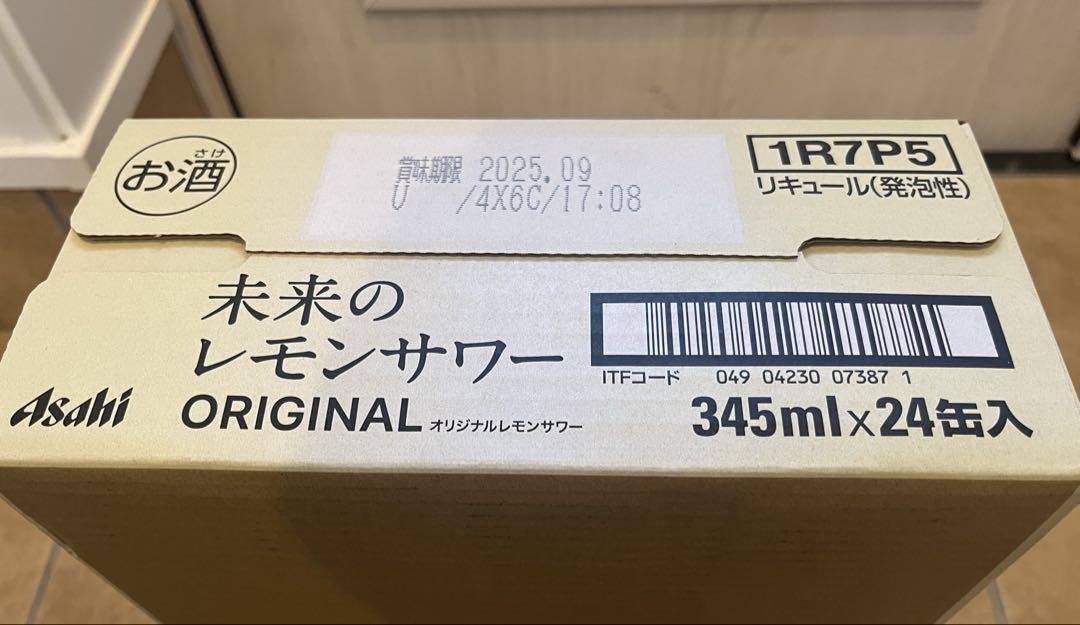 お酒
さけ
賞味期限 2025.09
U /4X6C/17:08
1R7P5
リキュール(発泡性)
未来の
レモンサワー
Asahi
ORIGINAL オリジナルレモンサワー
ITFコード 049 04230 07387 1
345ml×24缶入